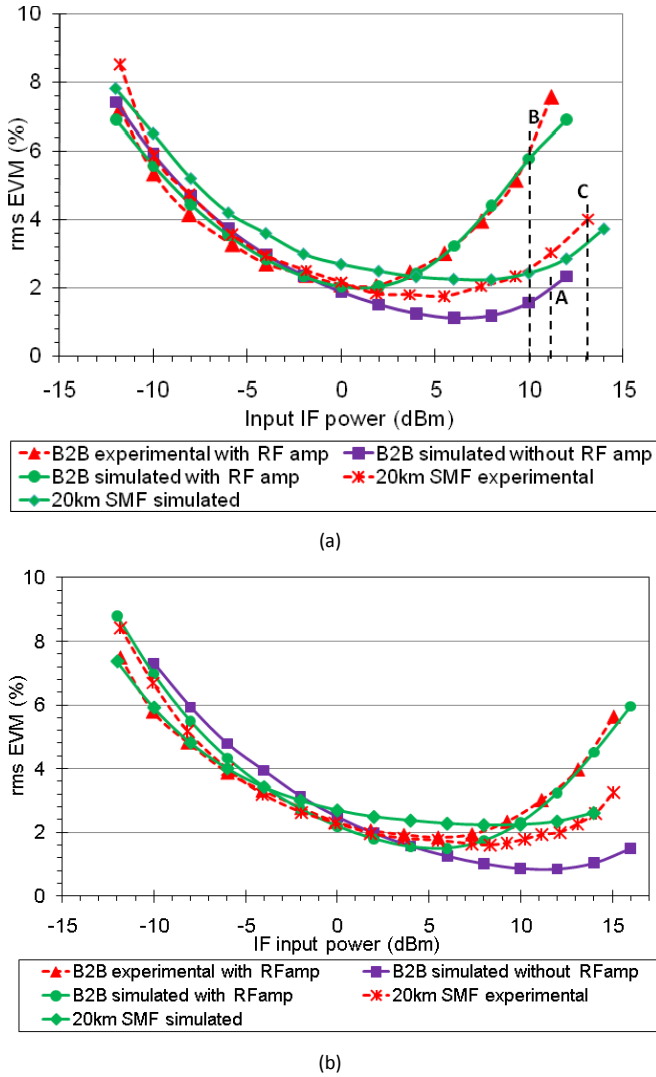 10
8
6
4
2
0
rms EVM (%)
B
C
A
-15 -10 -5 0 5 10 15
Input IF power (dBm)
B2B experimental with RF amp B2B simulated without RF amp
B2B simulated with RF amp 20km SMF experimental
20km SMF simulated
(a)
10
8
6
4
2
0
rms EVM (%)
-15 -10 -5 0 5 10 15
IF input power (dBm)
B2B experimental with RFamp B2B simulated without RFamp
B2B simulated with RFamp 20km SMF experimental
20km SMF simulated
(b)